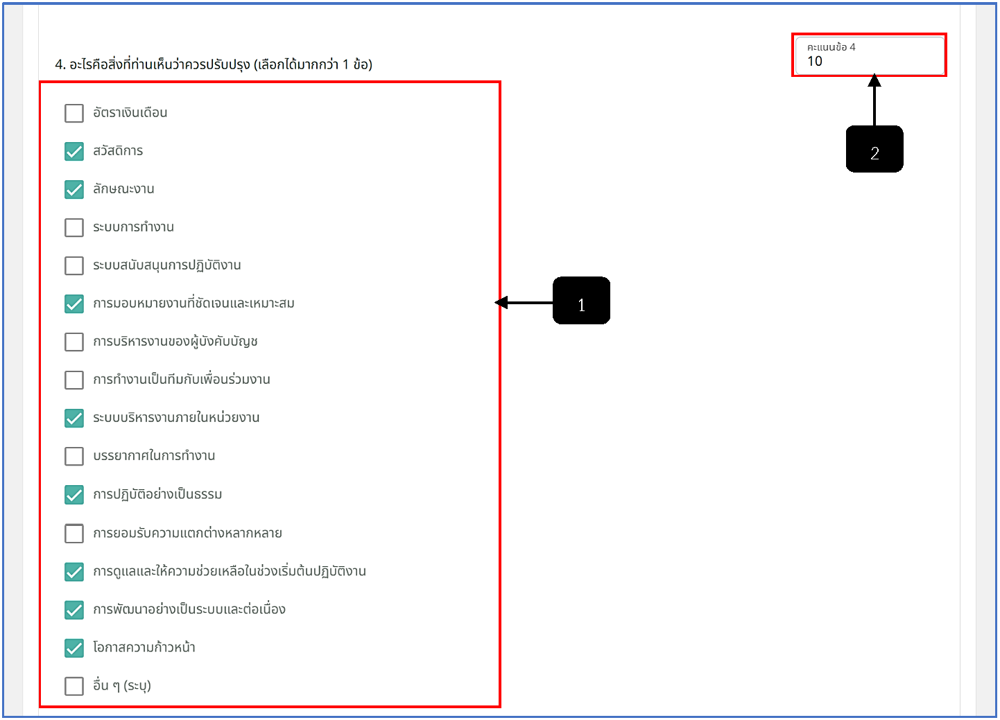 คะแนนข้อ 4
10
4. อะไรคือสิ่งที่ท่านเห็นว่าควรปรับปรุง (เลือกได้มากกว่า 1 ข้อ)
อัตราเงินเดือน
สวัสดิการ
2
ลักษณะงาน
ระบบการทำงาน
ระบบสนับสนุนการปฏิบัติงาน
การมอบหมายงานที่ชัดเจนและเหมาะสม
1
การบริหารงานของผู้บังคับบัญช
การทำงานเป็นทีมกับเพื่อนร่วมงาน
ระบบบริหารงานภายในหน่วยงาน
บรรยากาศในการทำงาน
การปฏิบัติอย่างเป็นธรรม
การยอมรับความแตกต่างหลากหลาย
การดูแลและให้ความช่วยเหลือในช่วงเริ่มต้นปฏิบัติงาน
การพัฒนาอย่างเป็นระบบและต่อเนื่อง
โอกาสความก้าวหน้า
อื่น ๆ (ระบุ)